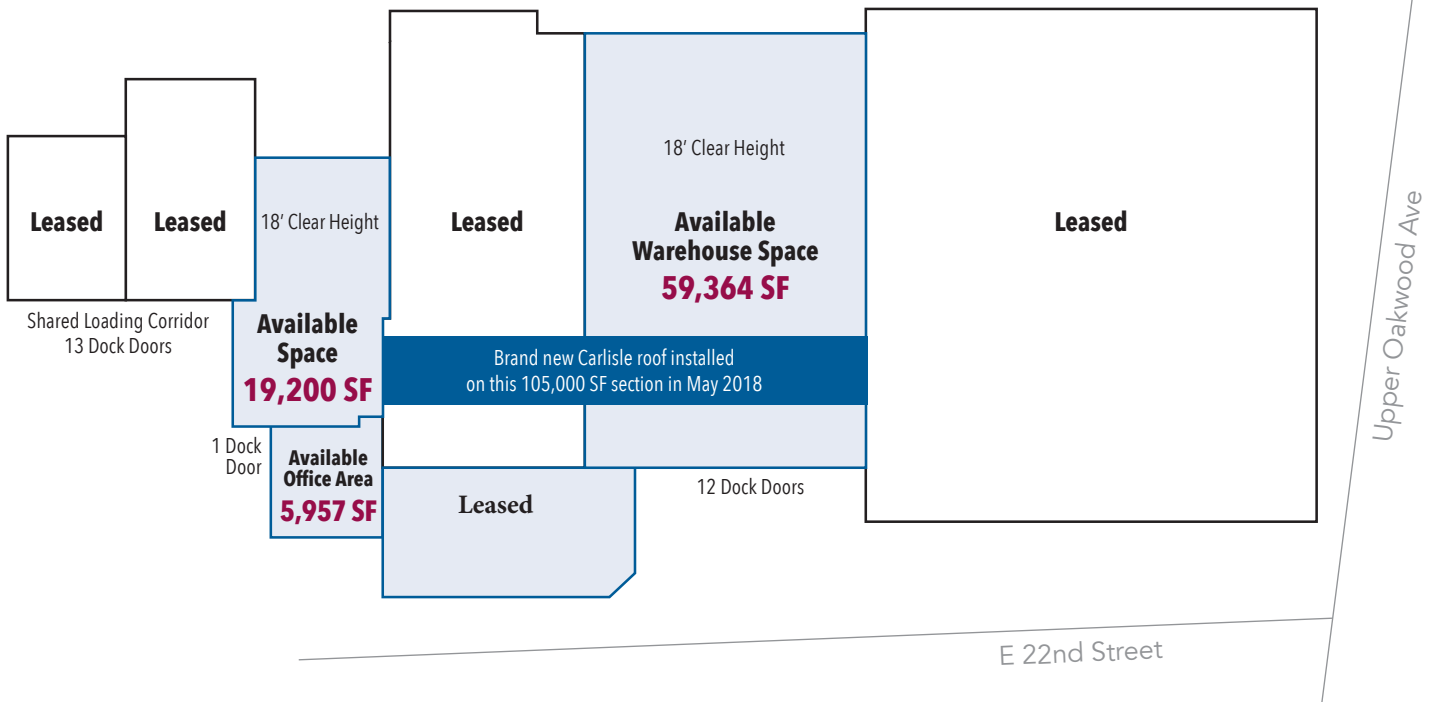 Leased
Leased
Shared Loading Corridor
13 Dock Doors
18’ Clear Height
Available
Space
19,200 SF
1 Dock
Door
Available
Office Area
5,957 SF
Leased
Leased
18’ Clear Height
Available
Warehouse Space
59,364 SF
Brand new Carlisle roof installed
on this 105,000 SF section in May 2018
12 Dock Doors
Leased
Upper Oakwood Ave
E 22nd Street